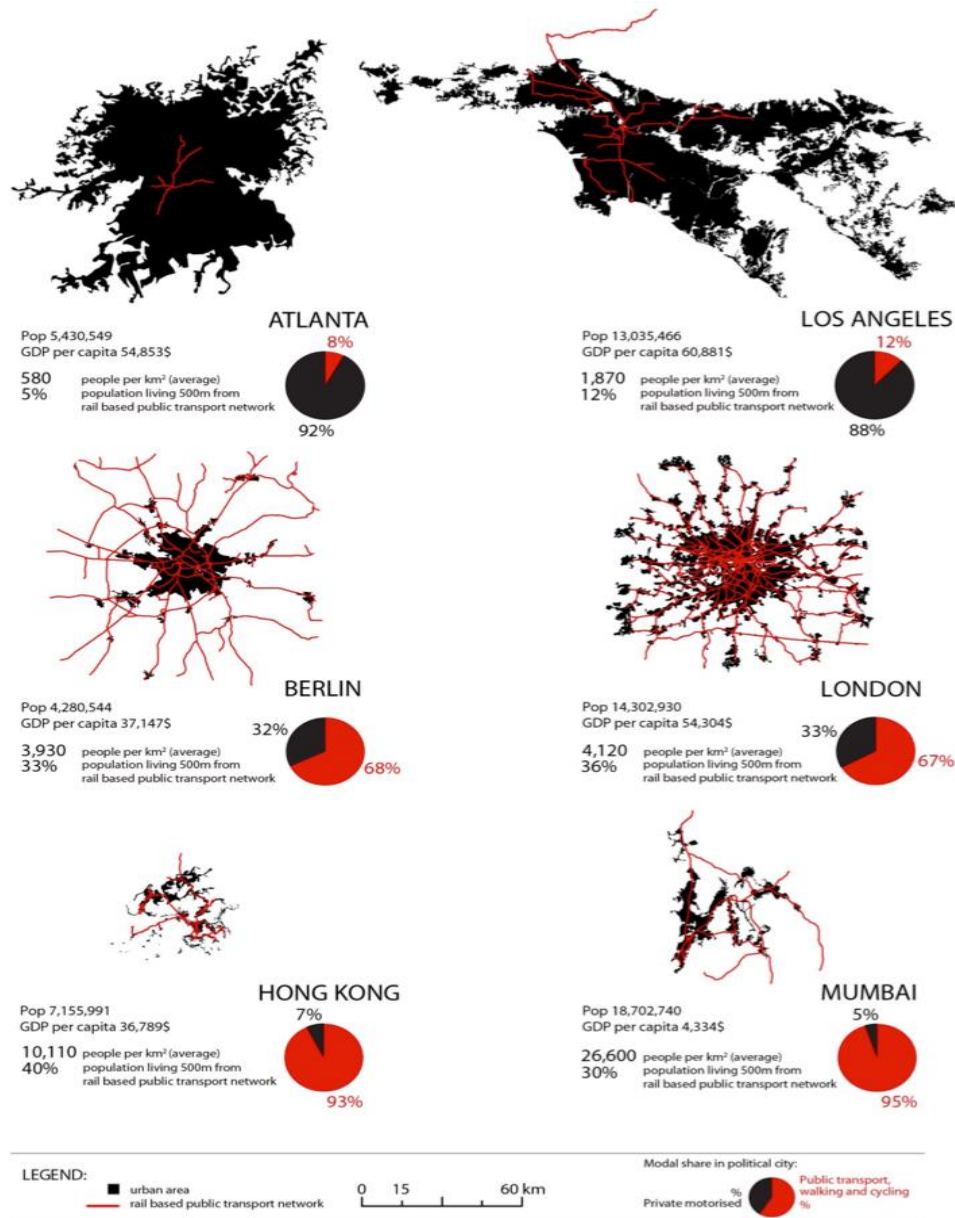 ATLANTA
Pop 5,430,549
GDP per capita 54,853$
8%
580 people per km² (average)
5% population living 500m from
rail based public transport network
92%
LOS ANGELES
Pop 13,035,466
GDP per capita 60,881$
12%
1,870 people per km² (average)
12% population living 500m from
rail based public transport network
88%
BERLIN
Pop 4,280,544
GDP per capita 37,147$
32%
3,930 people per km² (average)
33% population living 500m from
rail based public transport network
68%
LONDON
Pop 14,302,930
GDP per capita 54,304$
33%
4,120 people per km² (average)
36% population living 500m from
rail based public transport network
67%
HONG KONG
Pop 7,155,991
GDP per capita 36,789$
7%
10,110 people per km² (average)
40% population living 500m from
rail based public transport network
93%
MUMBAI
Pop 18,702,740
GDP per capita 4,334$
5%
26,600 people per km² (average)
30% population living 500m from
rail based public transport network
95%
LEGEND:
urban area
rail based public transport network
0 15 60 km
Modal share in political city:
%
Private motorised
Public transport,
walking and cycling
%